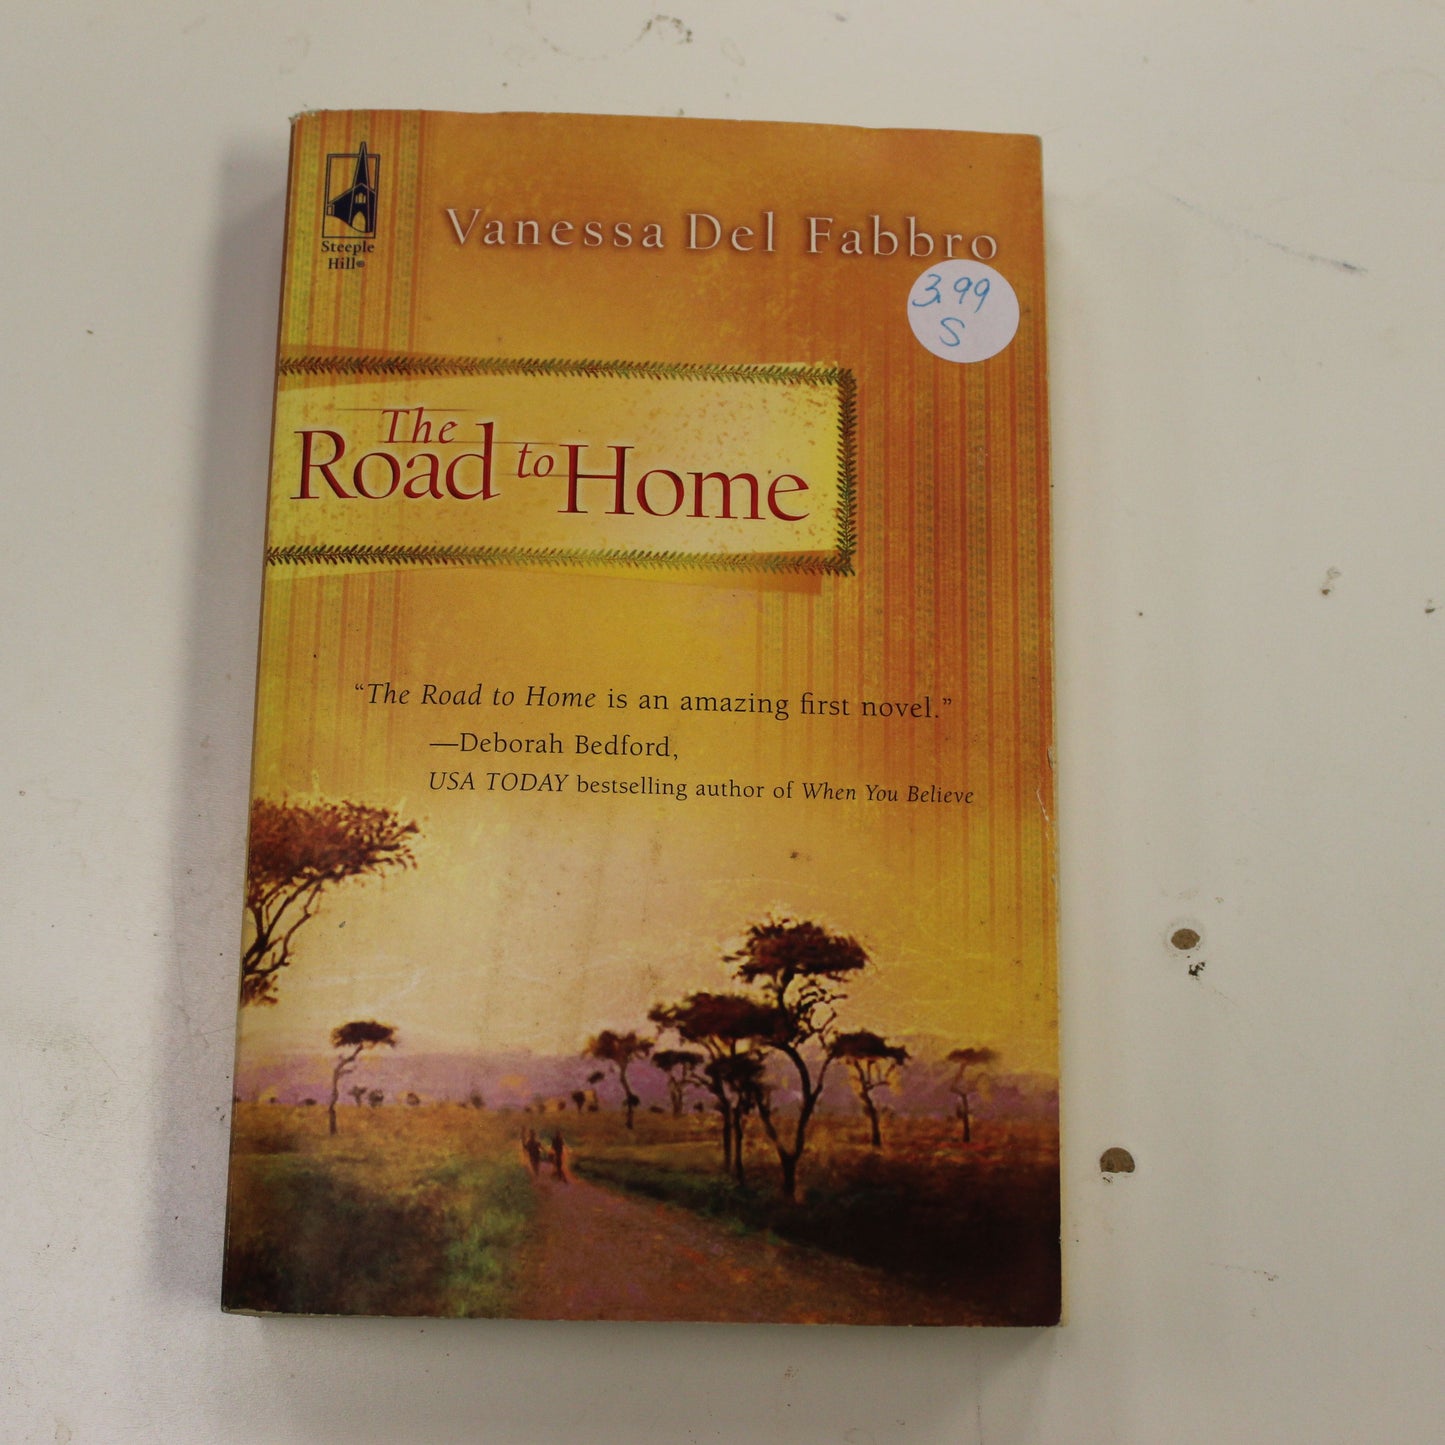 Steeple
Hill®
Vanessa Del Fabbro
3.99
S
The
Road to Home
“The Road to Home is an amazing first novel.”
—Deborah Bedford,
USA TODAY bestselling author of When You Believe